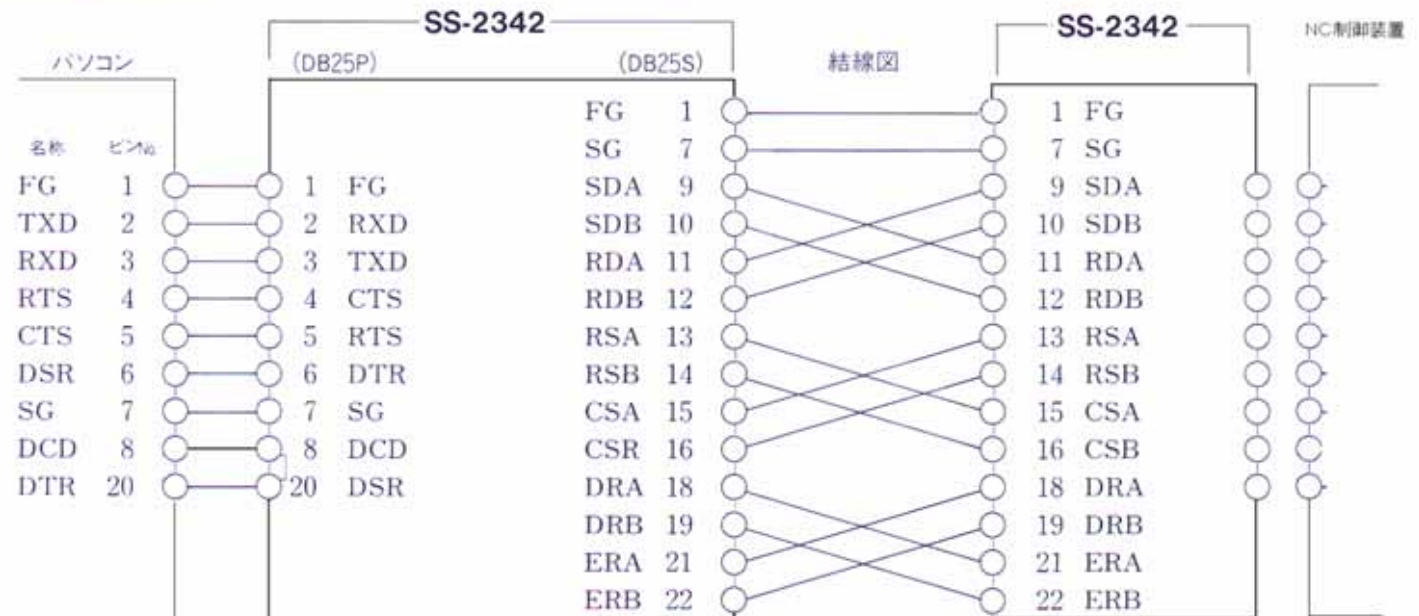 SS-2342 SS-2342 NC制御装置
パソコン (DB25P) (DB25S) 結線図
FG 1 1 FG
名称 ピンNo. SG 7 7 SG
FG 1 1 FG SDA 9 9 SDA
TXD 2 2 RXD SDB 10 10 SDB
RXD 3 3 TXD RDA 11 11 RDA
RTS 4 4 CTS RDB 12 12 RDB
CTS 5 5 RTS RSA 13 13 RSA
DSR 6 6 DTR RSB 14 14 RSB
SG 7 7 SG CSA 15 15 CSA
DCD 8 8 DCD CSR 16 16 CSB
DTR 20 20 DSR DRA 18 18 DRA
DRB 19 19 DRB
ERA 21 21 ERA
ERB 22 22 ERB